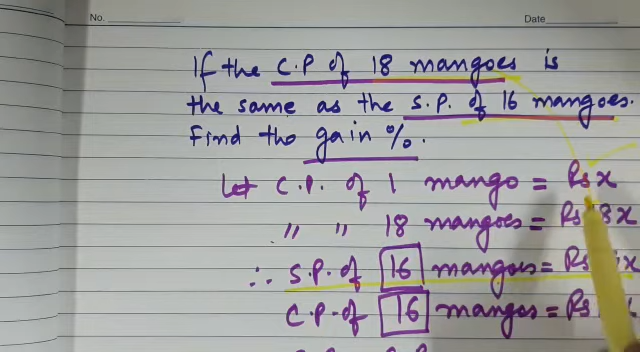 No.
Date
If the C.P of 18 mangoes is
the same as the S.P. of 16 mangoes.
Find the gain %.
Let C.P. of 1 mango = Rs x
" " 18 mangoes = Rs 8x
∴ S.P. of 16 mangoes = Rs x
C.P. of 16 mangoes = Rs